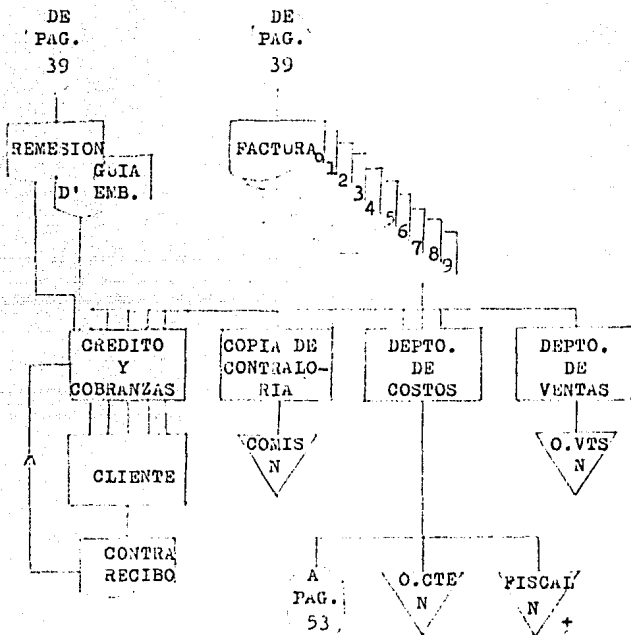 DE
PAG.
39
DE
PAG.
39
REMESION
GUIA
D' EMB.
FACTURA
0
1
2
3
4
5
6
7
8
9
CREDITO
Y
COBRANZAS
COPIA DE
CONTRALO-
RIA
DEPTO.
DE
COSTOS
DEPTO.
DE
VENTAS
COMIS
N
O.VTS
N
CLIENTE
CONTRA
RECIBO
A
PAG.
53
O.CTE
N
FISCAL
N
+